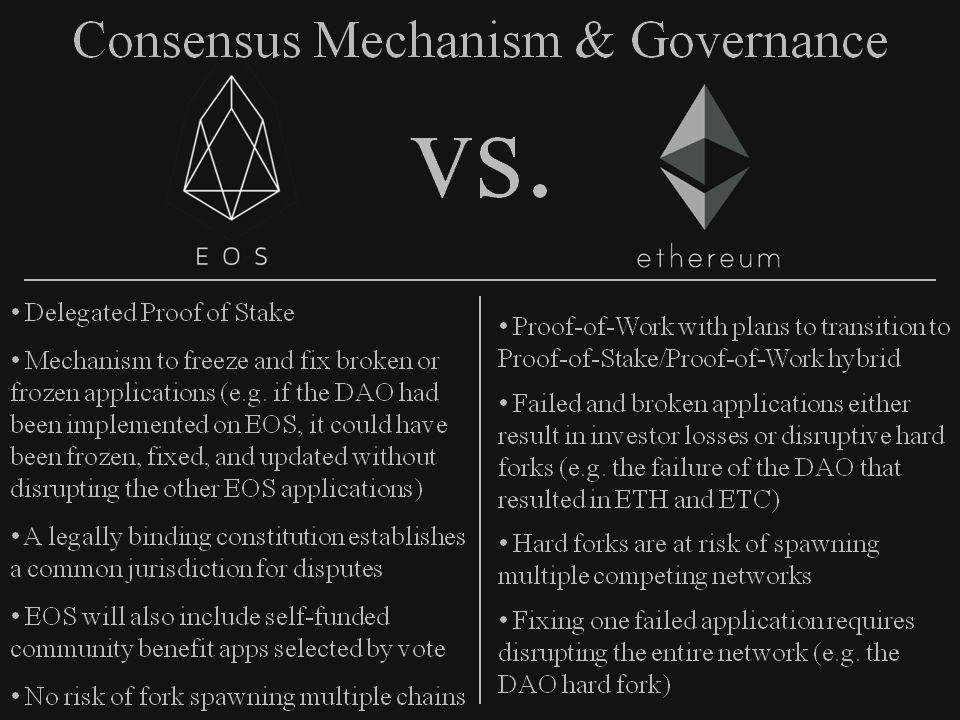 Consensus Mechanism & Governance
vs.
EOS
ethereum
• Delegated Proof of Stake
• Mechanism to freeze and fix broken or
frozen applications (e.g. if the DAO had
been implemented on EOS, it could have
been frozen, fixed, and updated without
disrupting the other EOS applications)
• A legally binding constitution establishes
a common jurisdiction for disputes
• EOS will also include self-funded
community benefit apps selected by vote
• No risk of fork spawning multiple chains
• Proof-of-Work with plans to transition to
Proof-of-Stake/Proof-of-Work hybrid
• Failed and broken applications either
result in investor losses or disruptive hard
forks (e.g. the failure of the DAO that
resulted in ETH and ETC)
• Hard forks are at risk of spawning
multiple competing networks
• Fixing one failed application requires
disrupting the entire network (e.g. the
DAO hard fork)